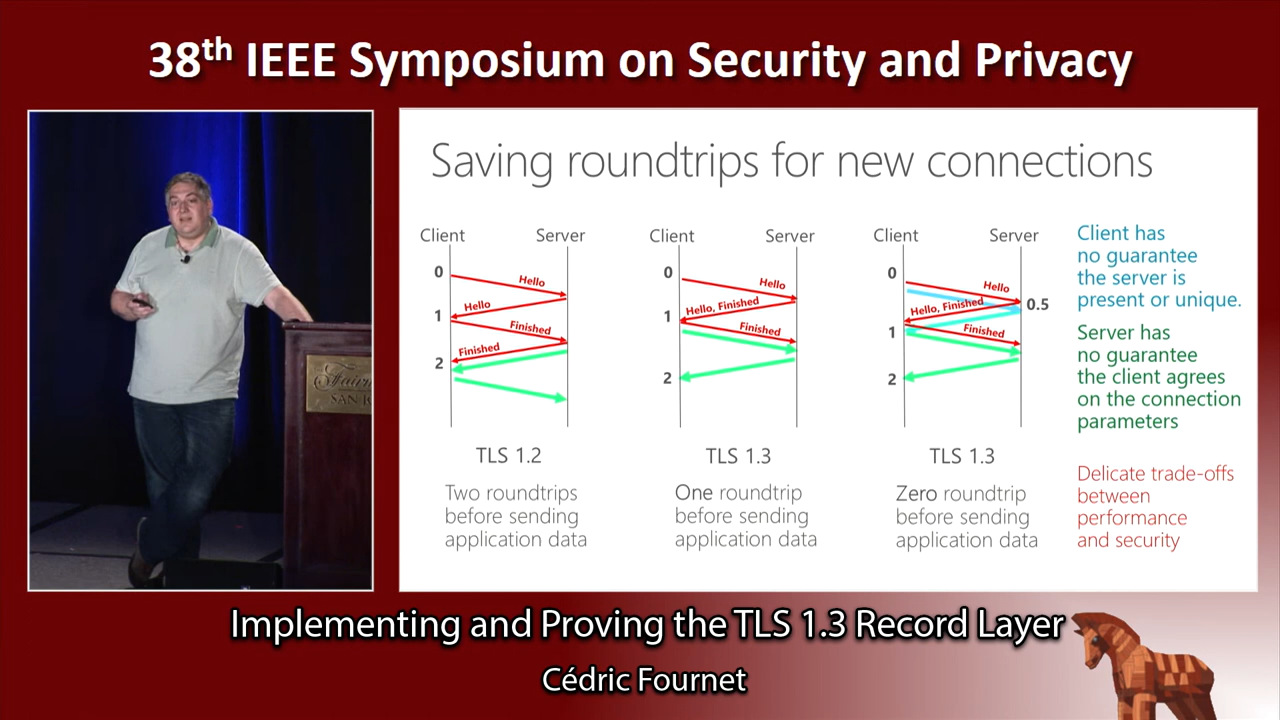 38th IEEE Symposium on Security and Privacy
Saving roundtrips for new connections
Client
Server
0
Hello
Hello
1
Finished
Finished
2
TLS 1.2
Two roundtrips
before sending
application data
Client
Server
0
Hello
Hello, Finished
1
Finished
2
TLS 1.3
One roundtrip
before sending
application data
Client
Server
0
Hello
0.5
Hello, Finished
1
Finished
2
TLS 1.3
Zero roundtrip
before sending
application data
Client has
no guarantee
the server is
present or unique.
Server has
no guarantee
the client agrees
on the connection
parameters
Delicate trade-offs
between
performance
and security
SAN
Implementing and Proving the TLS 1.3 Record Layer
Cédric Fournet